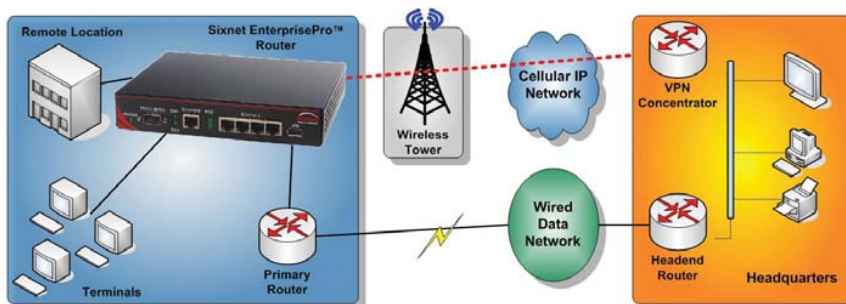 Remote Location
Sixnet EnterprisePro™
Router
Wireless
Tower
Cellular IP
Network
VPN
Concentrator
Wired
Data
Network
Headend
Router
Primary
Router
Terminals
Headquarters